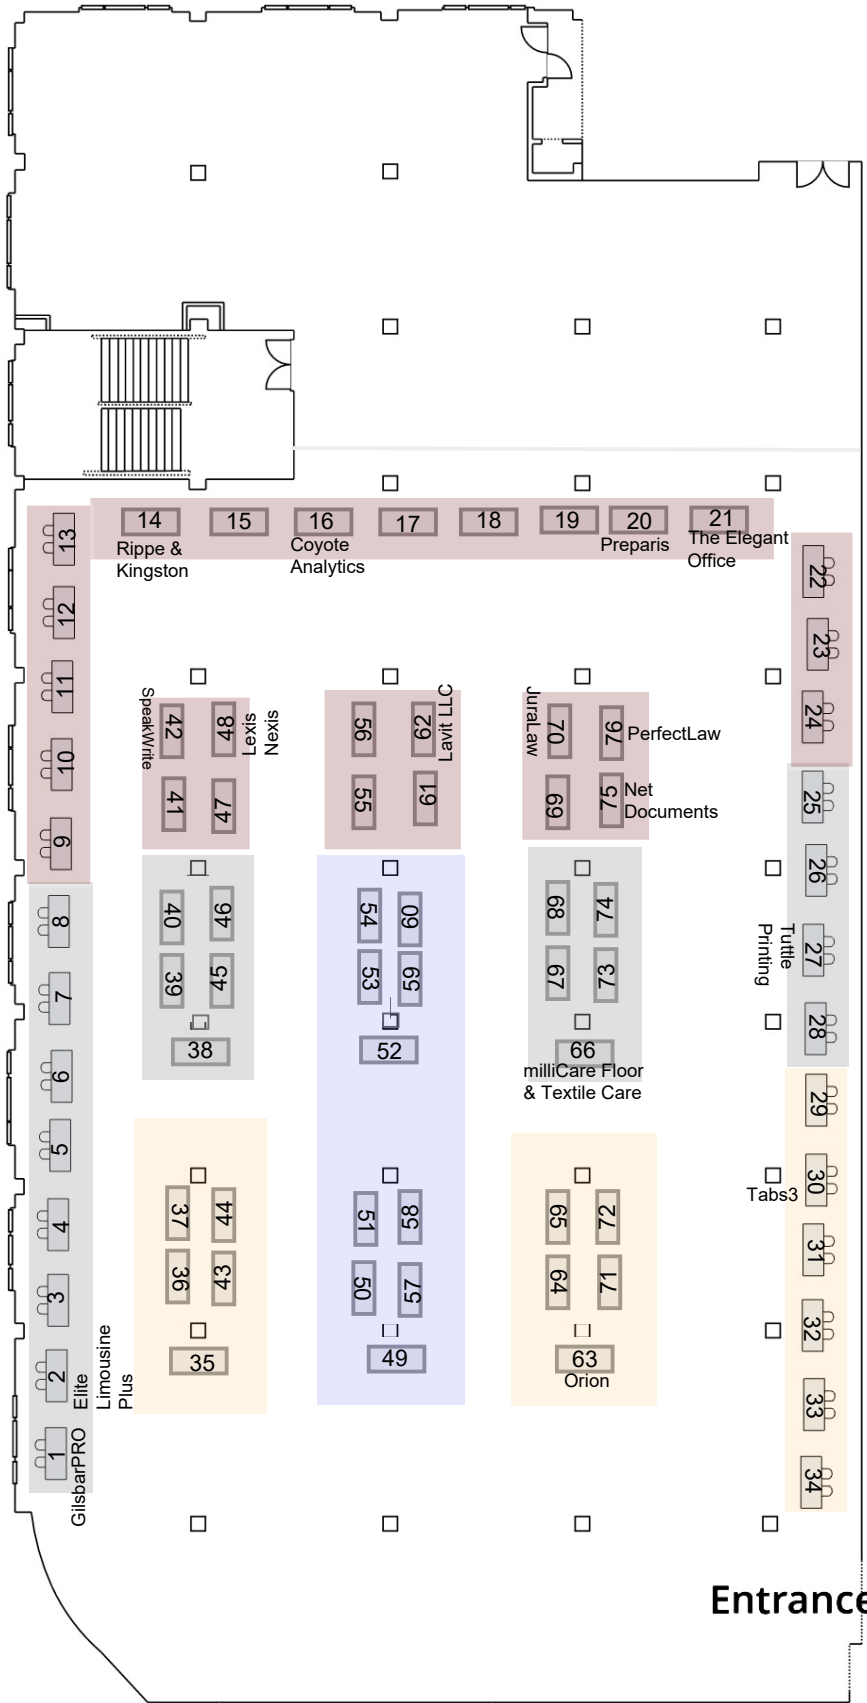 14
15
16
17
18
19
20
21
Rippe &
Kingston
Coyote
Analytics
Preparis
The Elegant
Office
13
12
11
10
9
8
7
6
5
4
3
2
Elite
Limousine
Plus
1
GilsbarPRO
22
23
24
25
26
27
Tuttle
Printing
28
29
30
Tabs3
31
32
33
34
SpeakWrite
42
48
Lexis
Nexis
41
47
56
62
Lavit LLC
55
61
JuraLaw
70
76
PerfectLaw
69
75
Net
Documents
40
46
39
45
38
54
60
53
59
52
68
74
67
73
66
milliCare Floor
& Textile Care
37
44
36
43
35
51
58
50
57
49
65
72
64
71
63
Orion
Entrance